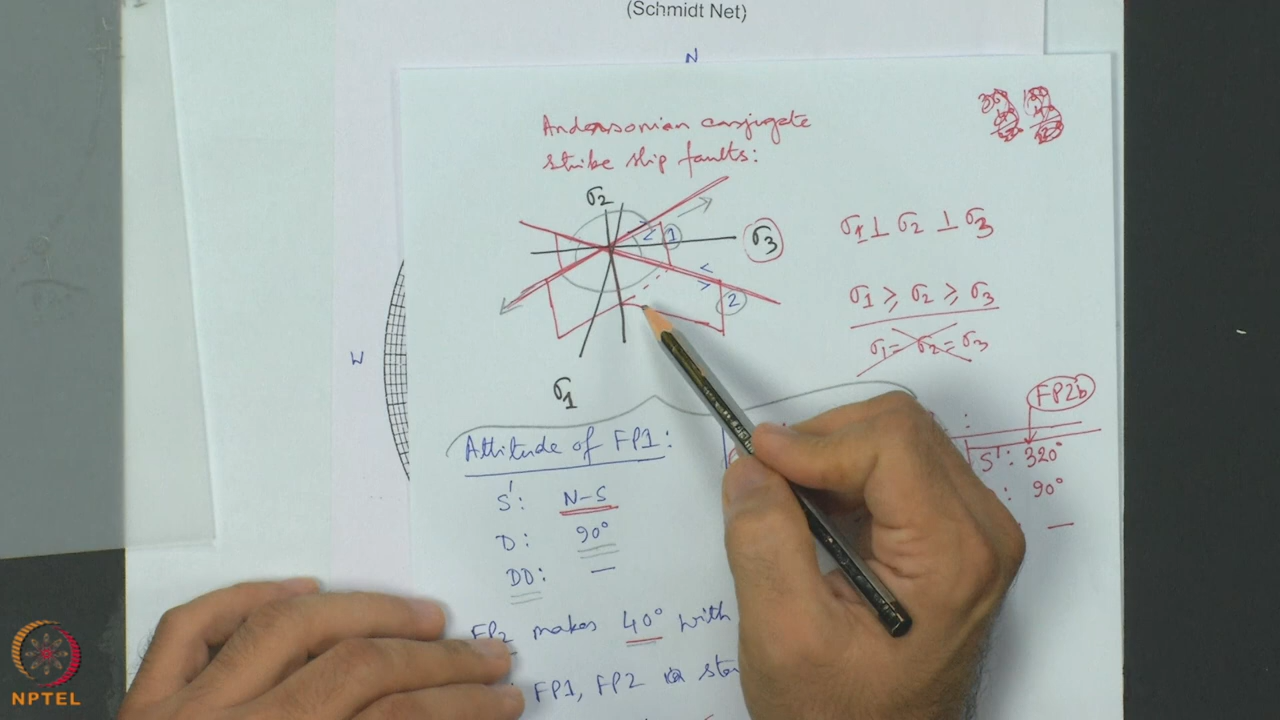 (Schmidt Net)
N
Andersonian conjugate
strike slip faults:
σ2
σ3
2
1
2
σ1
σ1 ⊥ σ2 ⊥ σ3
σ1 ⩾ σ2 ⩾ σ3
σ1 = σ2 = σ3
W
FP2b
Attitude of FP1:
S': N-S
D: 90°
DD: —
:
S': 320°
: 90°
—
FP2 makes 40° with
FP1, FP2
NPTEL